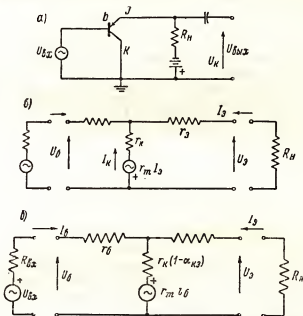 а)
b
Э
К
Uвх
Rн
+
Uк
Uвых
б)
Uб
Iк
rк
rm Iэ
+
rэ
Iэ
Uэ
Rн
в)
Iб
Rвх
+
Uвх
Uб
rб
rк(1-αкэ)
rm iб
+
Iэ
Uэ
Rн